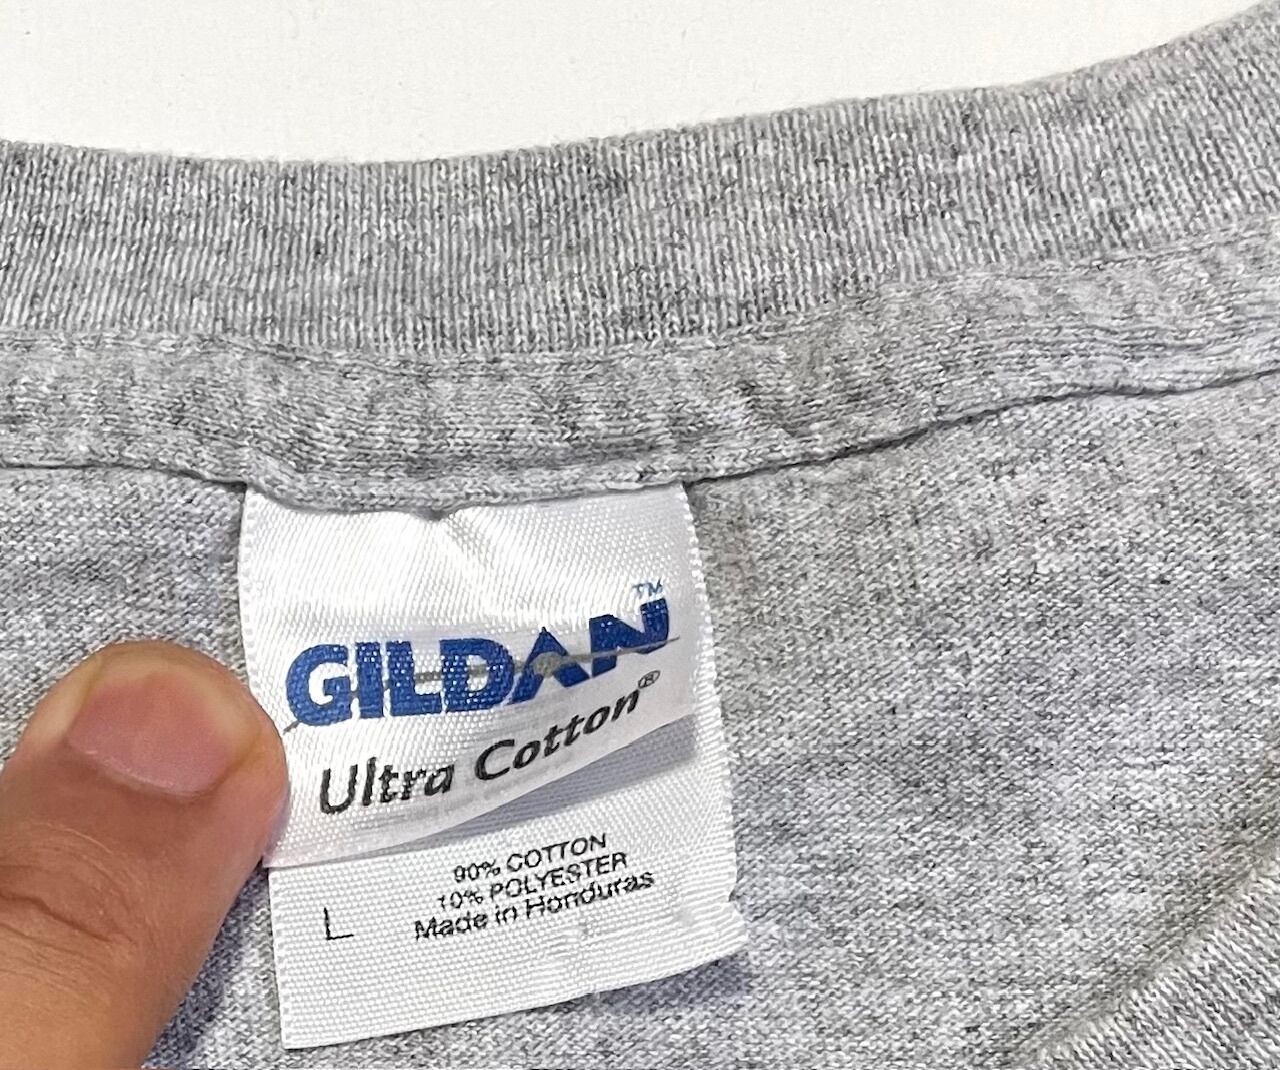 GILDAN™
Ultra Cotton®
90% COTTON
10% POLYESTER
L Made in Honduras